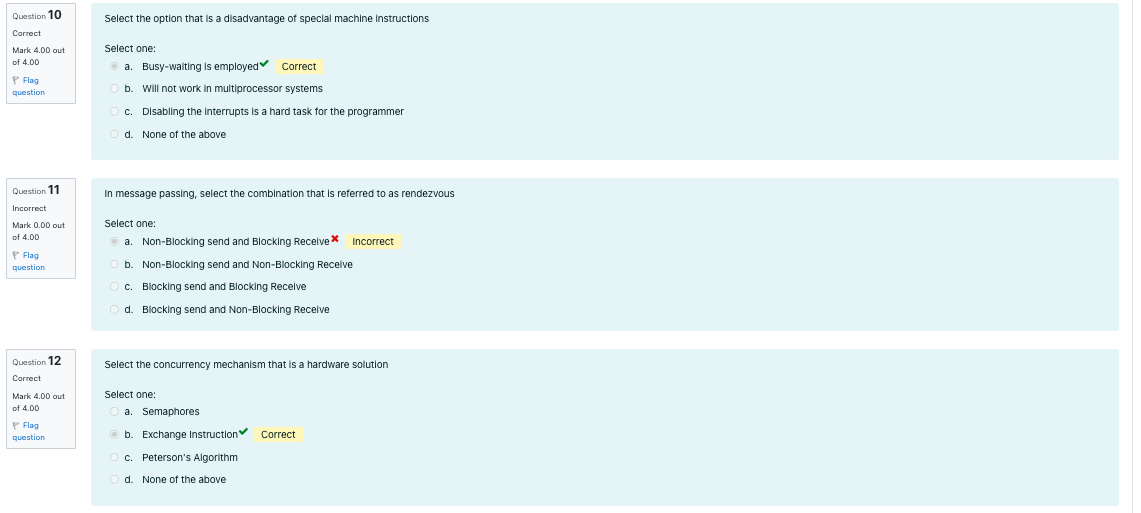 Question 10
Correct
Mark 4.00 out
of 4.00
Flag
question
Select the option that is a disadvantage of special machine instructions
Select one:
a. Busy-waiting is employed Correct
b. Will not work in multiprocessor systems
c. Disabling the interrupts is a hard task for the programmer
d. None of the above
Question 11
Incorrect
Mark 0.00 out
of 4.00
Flag
question
In message passing, select the combination that is referred to as rendezvous
Select one:
a. Non-Blocking send and Blocking Receive Incorrect
b. Non-Blocking send and Non-Blocking Receive
c. Blocking send and Blocking Receive
d. Blocking send and Non-Blocking Receive
Question 12
Correct
Mark 4.00 out
of 4.00
Flag
question
Select the concurrency mechanism that is a hardware solution
Select one:
a. Semaphores
b. Exchange Instruction Correct
c. Peterson's Algorithm
d. None of the above